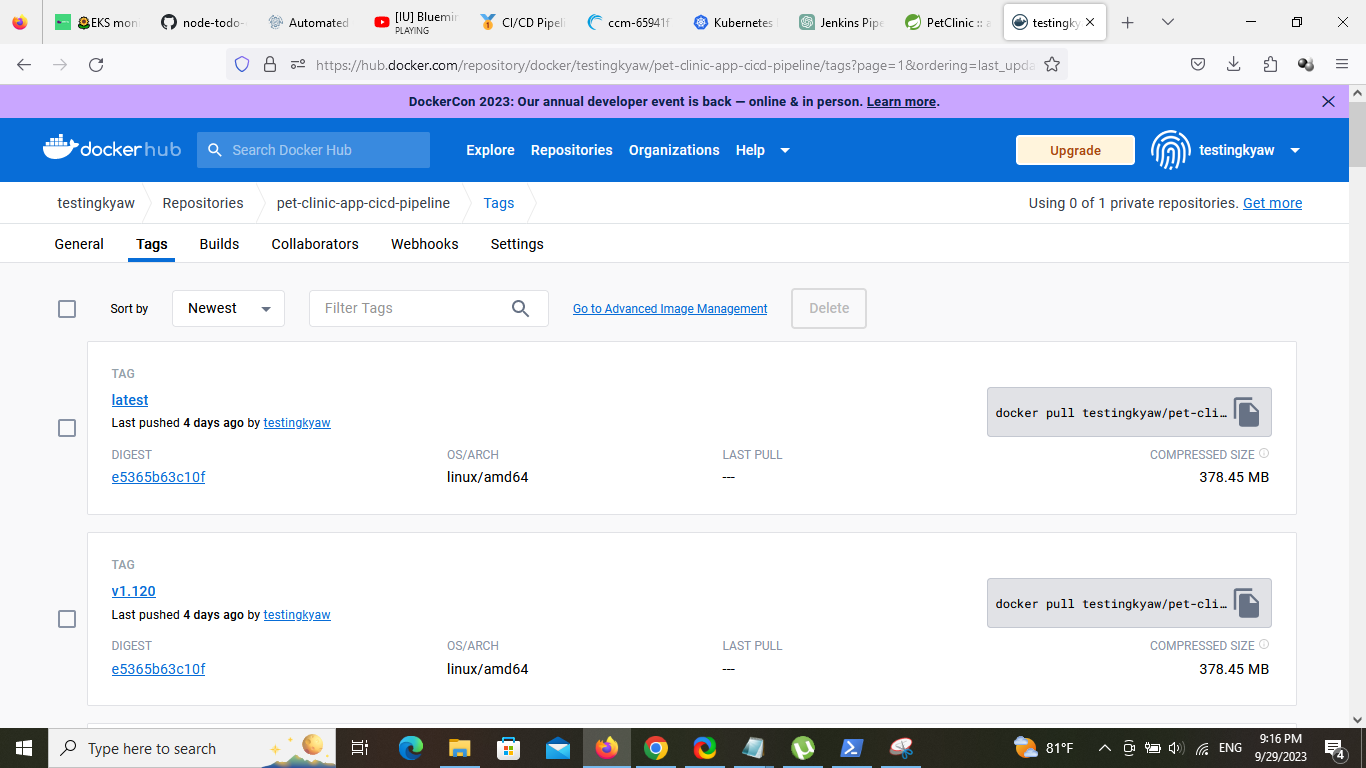 EKS mon
node-todo-
Automated
[IU] Bluemin
PLAYING
CI/CD Pipeli
ccm-65941f
Kubernetes
Jenkins Pipe
PetClinic :: a
testingky
https://hub.docker.com/repository/docker/testingkyaw/pet-clinic-app-cicd-pipeline/tags?page=1&ordering=last_upda
DockerCon 2023: Our annual developer event is back — online & in person. Learn more.
docker hub
Search Docker Hub
Explore
Repositories
Organizations
Help
Upgrade
testingkyaw
testingkyaw
Repositories
pet-clinic-app-cicd-pipeline
Tags
Using 0 of 1 private repositories. Get more
General
Tags
Builds
Collaborators
Webhooks
Settings
Sort by
Newest
Filter Tags
Go to Advanced Image Management
Delete
TAG
latest
Last pushed 4 days ago by testingkyaw
docker pull testingkyaw/pet-cli…
DIGEST
OS/ARCH
LAST PULL
COMPRESSED SIZE
e5365b63c10f
linux/amd64
---
378.45 MB
TAG
v1.120
Last pushed 4 days ago by testingkyaw
docker pull testingkyaw/pet-cli…
DIGEST
OS/ARCH
LAST PULL
COMPRESSED SIZE
e5365b63c10f
linux/amd64
---
378.45 MB
Type here to search
81°F
ENG
9:16 PM
9/29/2023
4